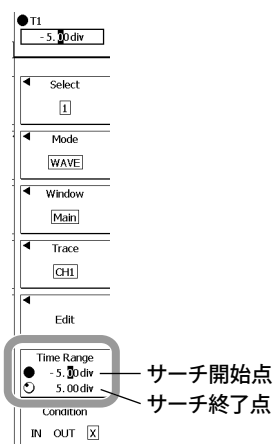 T1
-5.00div
Select
1
Mode
WAVE
Window
Main
Trace
CH1
Edit
Time Range
-5.00div サーチ開始点
5.00div サーチ終了点
Condition
IN OUT X